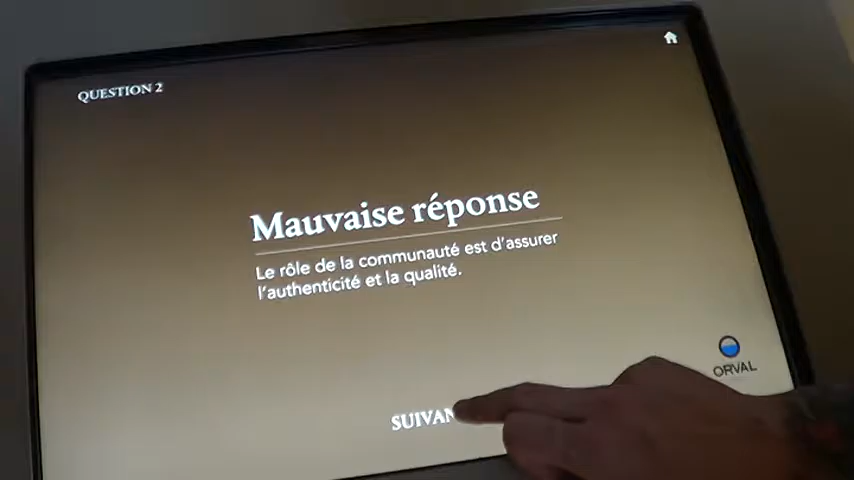 QUESTION 2
Mauvaise réponse
Le rôle de la communauté est d'assurer
l'authenticité et la qualité.
ORVAL
SUIVAN